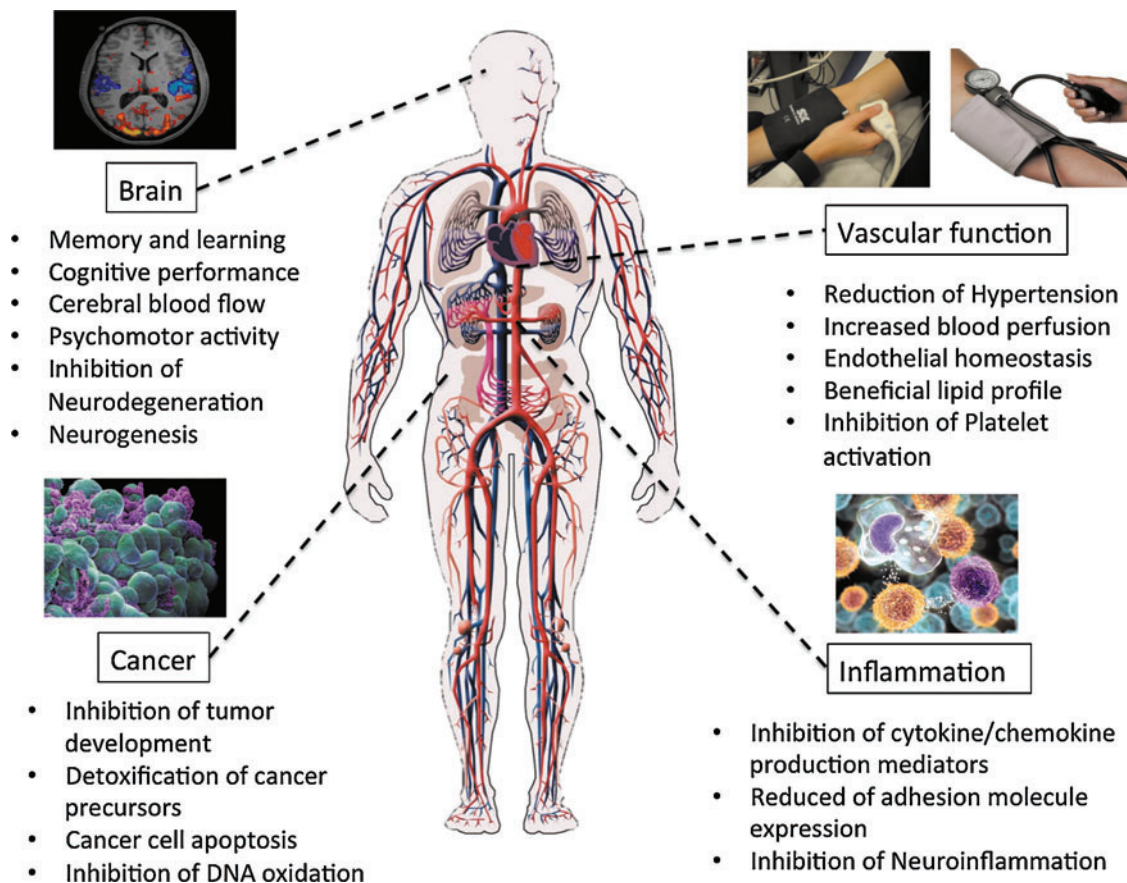 Brain
• Memory and learning
• Cognitive performance
• Cerebral blood flow
• Psychomotor activity
• Inhibition of
Neurodegeneration
• Neurogenesis
Vascular function
• Reduction of Hypertension
• Increased blood perfusion
• Endothelial homeostasis
• Beneficial lipid profile
• Inhibition of Platelet
activation
Cancer
• Inhibition of tumor
development
• Detoxification of cancer
precursors
• Cancer cell apoptosis
• Inhibition of DNA oxidation
Inflammation
• Inhibition of cytokine/chemokine
production mediators
• Reduced of adhesion molecule
expression
• Inhibition of Neuroinflammation